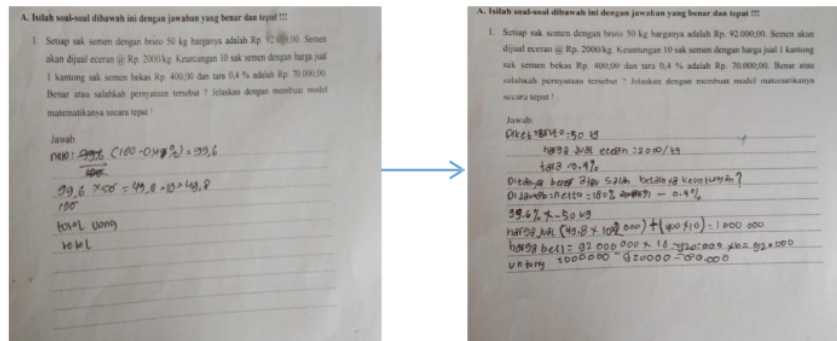 A. Isilah soal-soal dibawah ini dengan jawaban yang benar dan tepat !!!
1. Setiap sak semen dengan bruto 50 kg harganya adalah Rp. 92.000;00. Semen
akan dijual eceran @ Rp. 2000/kg. Keuntungan 10 sak semen dengan harga jual
1 kantong sak semen bekas Rp. 400;00 dan tara 0,4 % adalah Rp. 70.000;00.
Benar atau salahkah pernyataan tersebut ? Jelaskan dengan membuat model
matematikanya secara tepat !
Jawab:
neto: (100-0,4%) = 99,6
99,6 x 50 = 49,8 = 10 = 49,8
100
total uang
total
A. Isilah soal-soal dibawah ini dengan jawaban yang benar dan tepat !!!
1. Setiap sak semen dengan bruto 50 kg harganya adalah Rp. 92.000;00. Semen akan
dijual eceran @ Rp. 2000/kg. Keuntungan 10 sak semen dengan harga jual 1 kantong
sak semen bekas Rp. 400;00 dan tara 0,4 % adalah Rp. 70.000;00. Benar atau
salahkah pernyataan tersebut ? Jelaskan dengan membuat model matematikanya
secara tepat !
Jawab:
Diket: Bruto = 50 kg
harga jual eceran = 2000/kg
tara = 0.4%
Ditanya benar atau salah besarnya keuntungan?
Dijawab = netto = 100% - 0.4%
99.6% x 50 kg
harga jual (49,8 x 000) + (400 x 10) = 1000 000
harga beli = 92 000 000 x 10 = 920.000
untung 1000000 - 920000 = 80.000